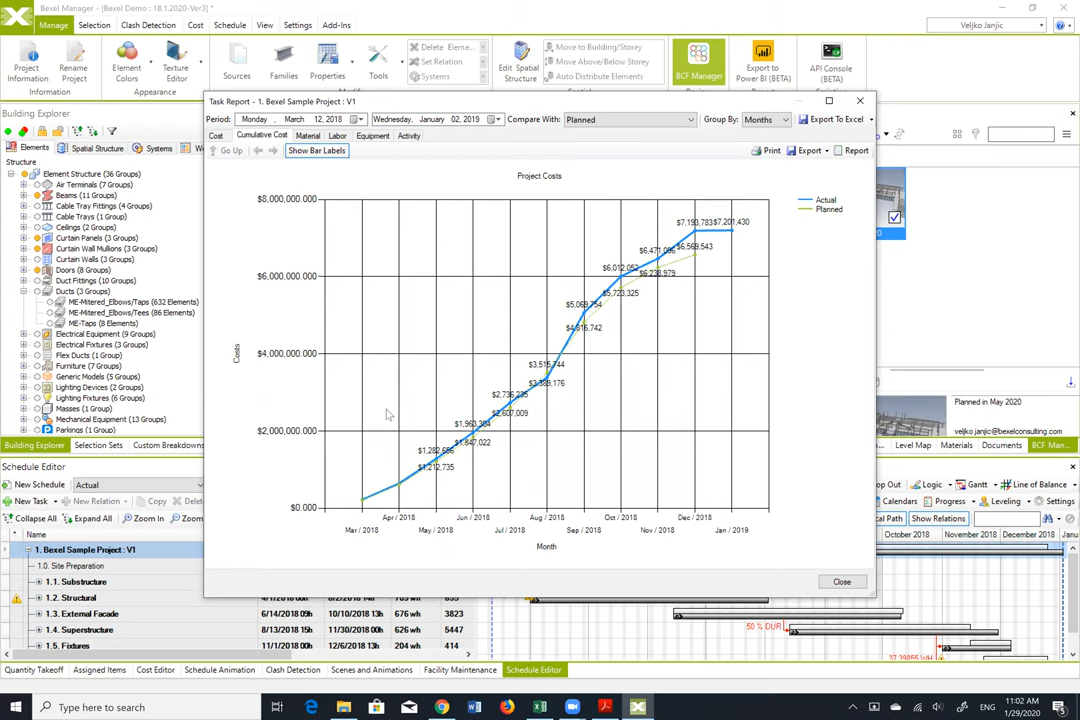 Bexel Manager - [Bexel Demo : 18.1.2020-Ver3] *
Manage Selection Clash Detection Cost Schedule View Settings Add-Ins Veljko Janjic
Project Information
Rename Project
Element Colors
Texture Editor
Sources
Families
Properties
Tools
Delete Eleme...
Set Relation
Systems
Edit Spatial Structure
Move to Building/Storey
Move Above/Below Storey
Auto Distribute Elements
BCF Manager
Export to Power BI (BETA)
API Console (BETA)
Information Appearance
Building Explorer
Elements Spatial Structure Systems
Structure
Element Structure (36 Groups)
Air Terminals (7 Groups)
Beams (11 Groups)
Cable Tray Fittings (4 Groups)
Cable Trays (1 Group)
Ceilings (2 Groups)
Curtain Panels (3 Groups)
Curtain Wall Mullions (3 Groups)
Curtain Walls (3 Groups)
Doors (8 Groups)
Duct Fittings (10 Groups)
Ducts (3 Groups)
ME-Mitered_Elbows/Taps (632 Elements)
ME-Mitered_Elbows/Tees (86 Elements)
ME-Taps (8 Elements)
Electrical Equipment (9 Groups)
Electrical Fixtures (3 Groups)
Flex Ducts (1 Group)
Furniture (7 Groups)
Generic Models (5 Groups)
Lighting Devices (2 Groups)
Lighting Fixtures (6 Groups)
Masses (1 Group)
Mechanical Equipment (13 Groups)
Parkings (1 Group)
Building Explorer Selection Sets Custom Breakdowns
Task Report - 1. Bexel Sample Project : V1
Period: Monday , March 12, 2018 Wednesday, January 02, 2019 Compare With: Planned Group By: Months Export To Excel
Cost Cumulative Cost Material Labor Equipment Activity
Go Up Show Bar Labels Print Export Report
Project Costs
Actual
Planned
$8,000,000.000
$6,000,000.000
$4,000,000.000
$2,000,000.000
$0.000
Costs
$7,193,783
$7,201,430
$6,569,543
$6,238,979
$6,012,052
$5,723,325
$5,069,754
$3,515,744
$3,389,176
$2,736,235
$2,607,009
$1,847,022
$1,212,735
Mar / 2018
Apr / 2018
May / 2018
Jun / 2018
Jul / 2018
Aug / 2018
Sep / 2018
Oct / 2018
Nov / 2018
Dec / 2018
Jan / 2019
Month
Close
Planned in May 2020
veljko janjic@bexelconsulting.com
Level Map Materials Documents BCF Ma...
Schedule Editor
New Schedule Actual Logic Gantt Line of Balance
New Task New Relation Copy Calendars Progress Leveling Settings
Collapse All Expand All Zoom In Show Relations
Name October 2018 November 2018 December 2018
1. Bexel Sample Project : V1
1.0. Site Preparation
1.1. Substructure
1.2. Structural 4/1/2018 8h 8/2/2018 13h
1.3. External Facade 6/14/2018 09h 10/10/2018 13h 676 wh 3823
1.4. Superstructure 8/13/2018 15h 11/30/2018 00h 626 wh 5447
1.5. Fixtures 11/1/2018 00h 12/6/2018 13h 204 wh 414
50 % DUR
Quantity Takeoff Assigned Items Cost Editor Schedule Animation Clash Detection Scenes and Animations Facility Maintenance Schedule Editor
Type here to search
ENG
11:02 AM
1/29/2020
5